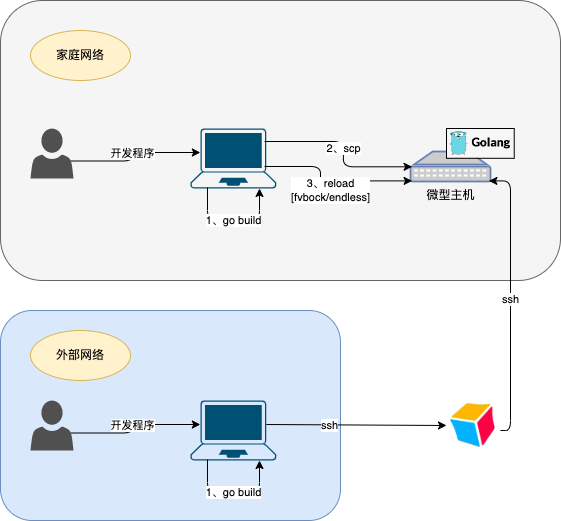 家庭网络
Golang
开发程序
2、scp
3、reload
[fvbock/endless]
微型主机
1、go build
ssh
外部网络
开发程序
ssh
1、go build